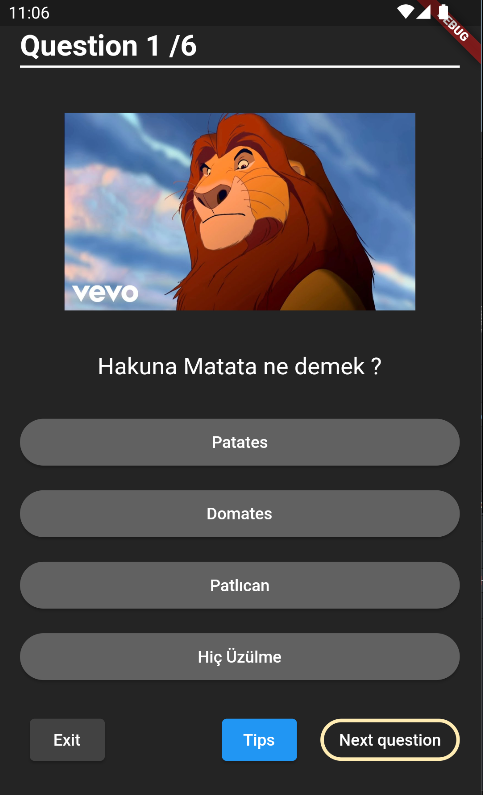 11:06
DEBUG
Question 1 /6
vevo
Hakuna Matata ne demek ?
Patates
Domates
Patlıcan
Hiç Üzülme
Exit
Tips
Next question